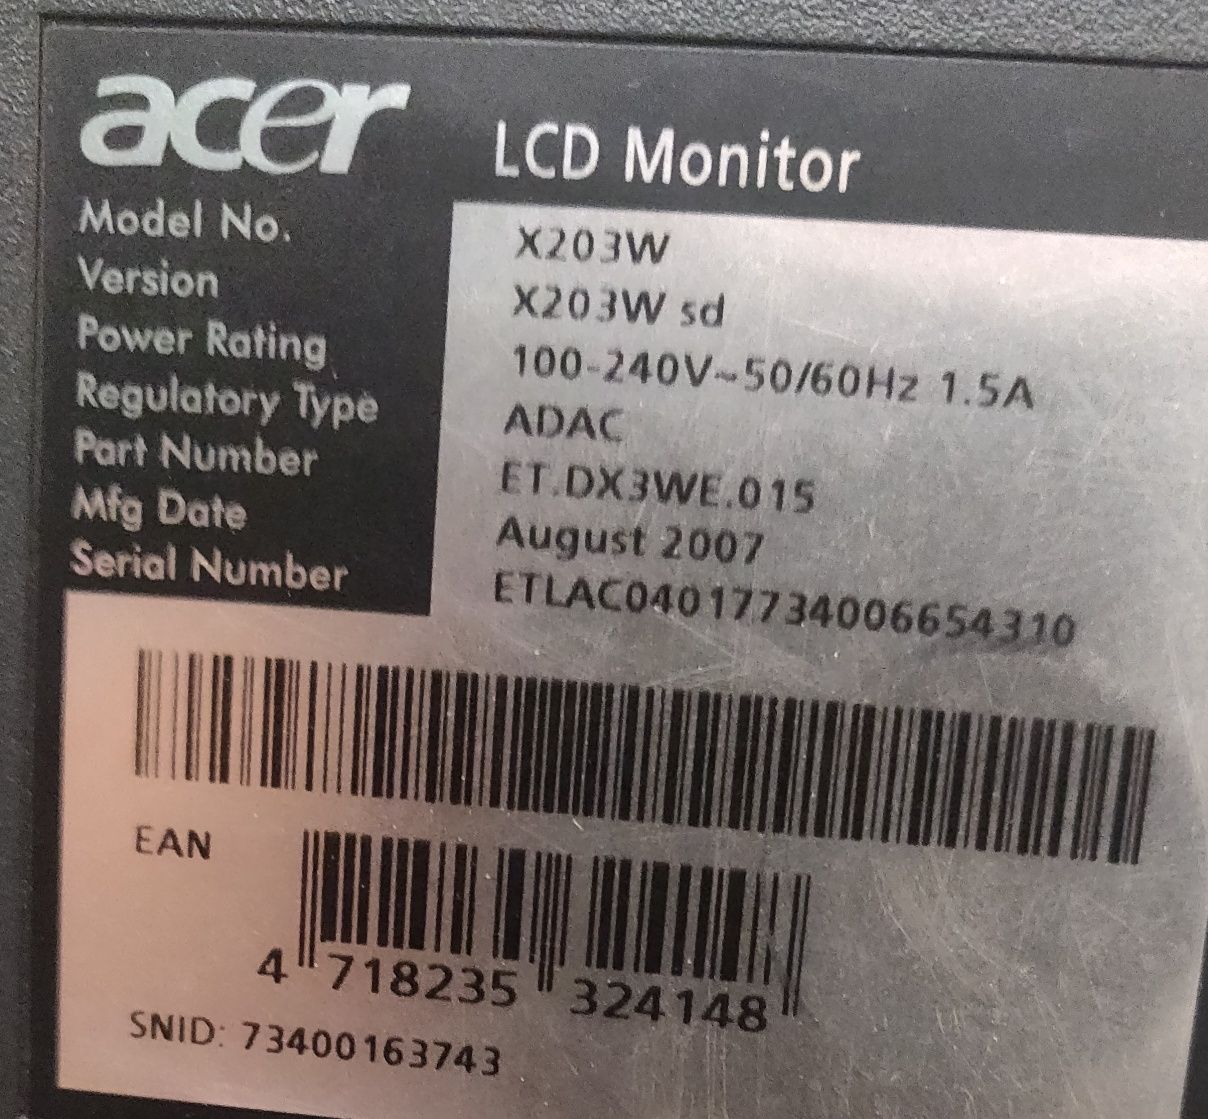 acer LCD Monitor
Model No. X203W
Version X203W sd
Power Rating 100-240V~50/60Hz 1.5A
Regulatory Type ADAC
Part Number ET.DX3WE.015
Mfg Date August 2007
Serial Number ETLAC04017734006654310
EAN
4 718235 324148
SNID: 73400163743